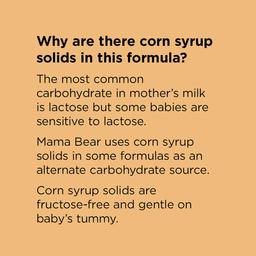 Why are there corn syrup
solids in this formula?
The most common
carbohydrate in mother's milk
is lactose but some babies are
sensitive to lactose.
Mama Bear uses corn syrup
solids in some formulas as an
alternate carbohydrate source.
Corn syrup solids are
fructose-free and gentle on
baby's tummy.